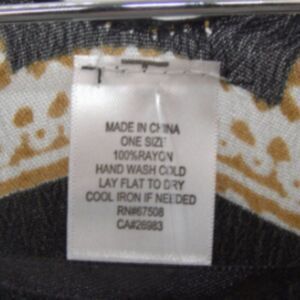 MADE IN CHINA
ONE SIZE
100%RAYON
HAND WASH COLD
LAY FLAT TO DRY
COOL IRON IF NEEDED
RN#67508
CA#26983